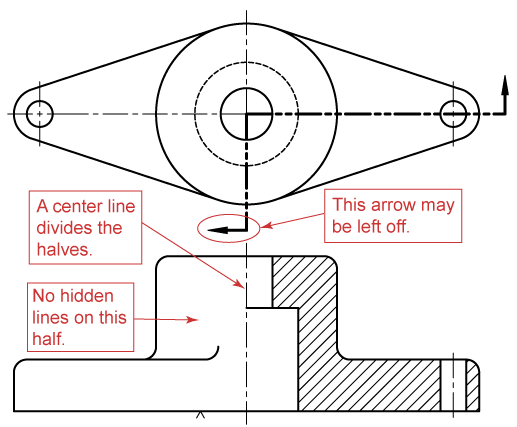 A center line
divides the
halves.
This arrow may
be left off.
No hidden
lines on this
half.